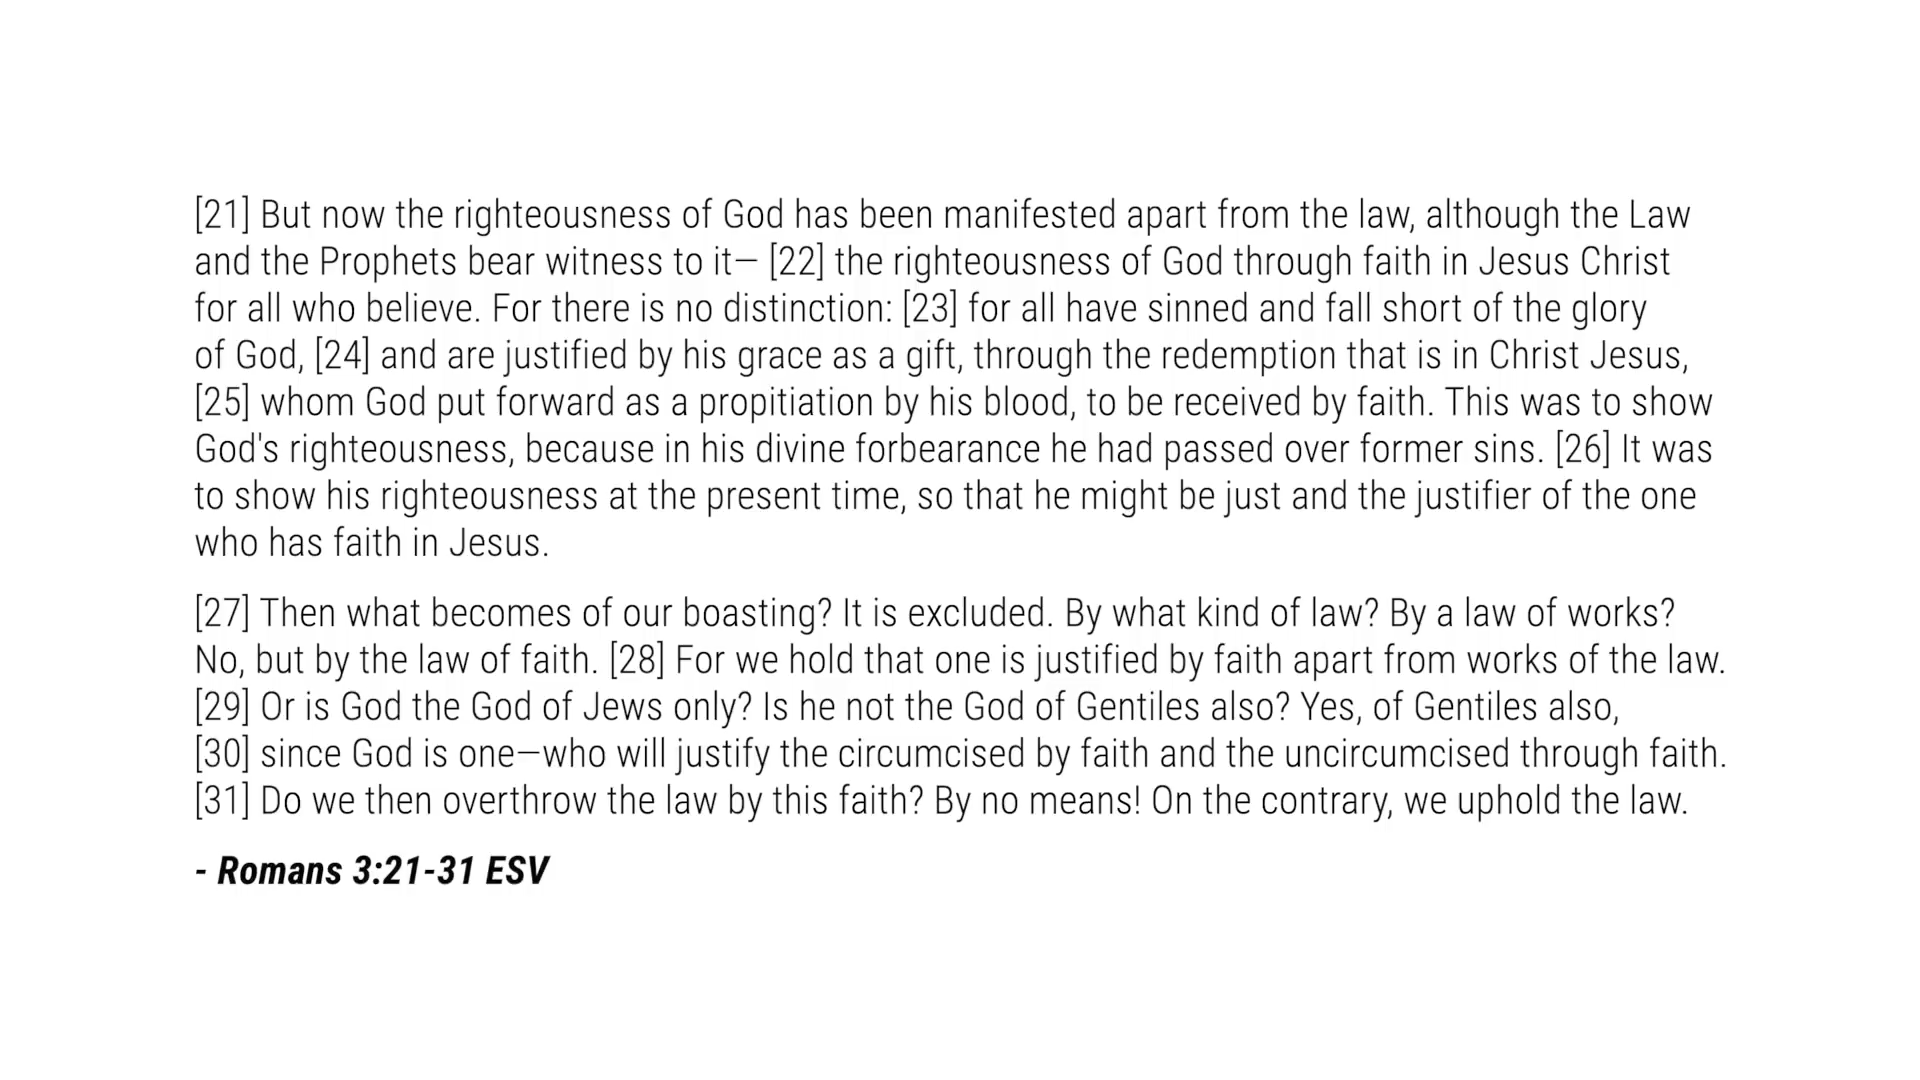 [21] But now the righteousness of God has been manifested apart from the law, although the Law
and the Prophets bear witness to it— [22] the righteousness of God through faith in Jesus Christ
for all who believe. For there is no distinction: [23] for all have sinned and fall short of the glory
of God, [24] and are justified by his grace as a gift, through the redemption that is in Christ Jesus,
[25] whom God put forward as a propitiation by his blood, to be received by faith. This was to show
God's righteousness, because in his divine forbearance he had passed over former sins. [26] It was
to show his righteousness at the present time, so that he might be just and the justifier of the one
who has faith in Jesus.
[27] Then what becomes of our boasting? It is excluded. By what kind of law? By a law of works?
No, but by the law of faith. [28] For we hold that one is justified by faith apart from works of the law.
[29] Or is God the God of Jews only? Is he not the God of Gentiles also? Yes, of Gentiles also,
[30] since God is one—who will justify the circumcised by faith and the uncircumcised through faith.
[31] Do we then overthrow the law by this faith? By no means! On the contrary, we uphold the law.
- Romans 3:21-31 ESV